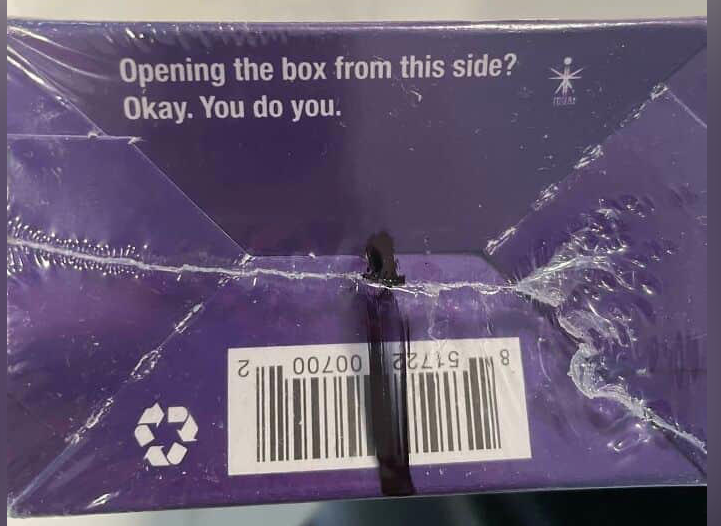 Opening the box from this side?
Okay. You do you.
8 51722 00700 2